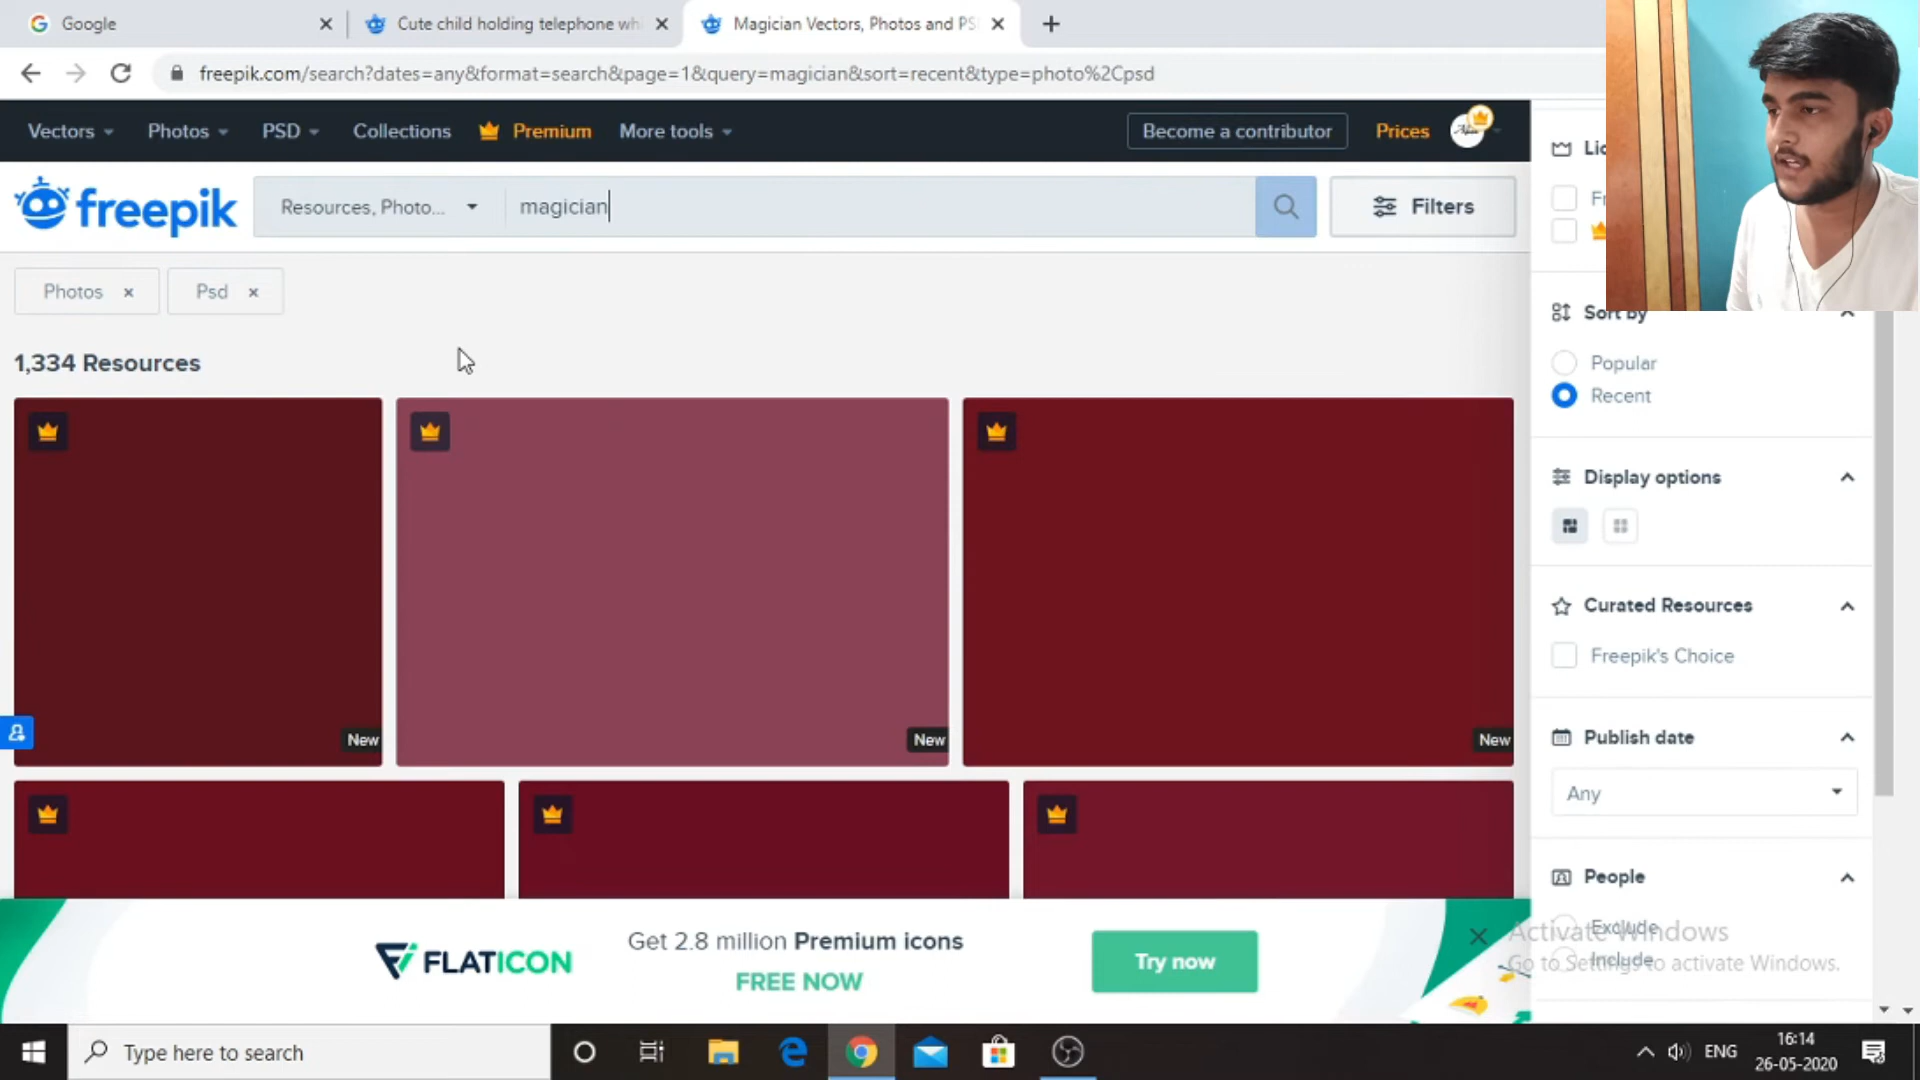 Google
Cute child holding telephone wh
Magician Vectors, Photos and PS
freepik.com/search?dates=any&format=search&page=1&query=magician&sort=recent&type=photo%2Cpsd
Vectors
Photos
PSD
Collections
Premium
More tools
Become a contributor
Prices
freepik
Resources, Photo...
magician
Filters
Photos
Psd
1,334 Resources
New
New
New
Sort by
Popular
Recent
Display options
Curated Resources
Freepik's Choice
Publish date
Any
People
Exclude
Include
FLATICON
Get 2.8 million Premium icons
FREE NOW
Try now
Activate Windows
Go to Settings to activate Windows.
Type here to search
ENG
16:14
26-05-2020